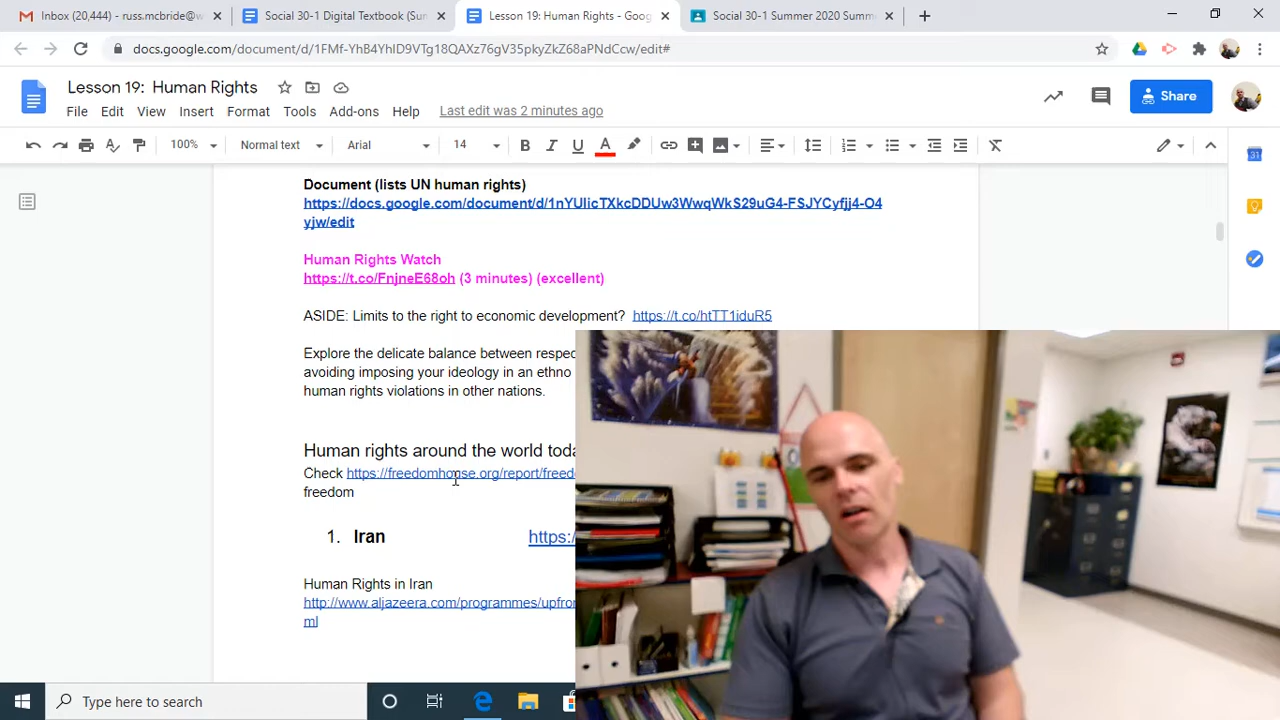 Inbox (20,444) - russ.mcbride@w
Social 30-1 Digital Textbook (Su
Lesson 19: Human Rights - Goog
Social 30-1 Summer 2020 Summe
docs.google.com/document/d/1FMf-YhB4YhID9VTg18QAXz76gV35pkyZkZ68aPNdCcw/edit#
Lesson 19: Human Rights
File Edit View Insert Format Tools Add-ons Help Last edit was 2 minutes ago
Share
100% Normal text Arial 14
Document (lists UN human rights)
https://docs.google.com/document/d/1nYUIicTXkcDDUw3WwqWkS29uG4-FSJYCyfjj4-O4
yjw/edit
Human Rights Watch
https://t.co/FnjneE68oh (3 minutes) (excellent)
ASIDE: Limits to the right to economic development? https://t.co/htTT1iduR5
Explore the delicate balance between respec
avoiding imposing your ideology in an ethno
human rights violations in other nations.
Human rights around the world toda
Check https://freedomhouse.org/report/freed
freedom
1. Iran https:/
Human Rights in Iran
http://www.aljazeera.com/programmes/upfron
ml
Type here to search